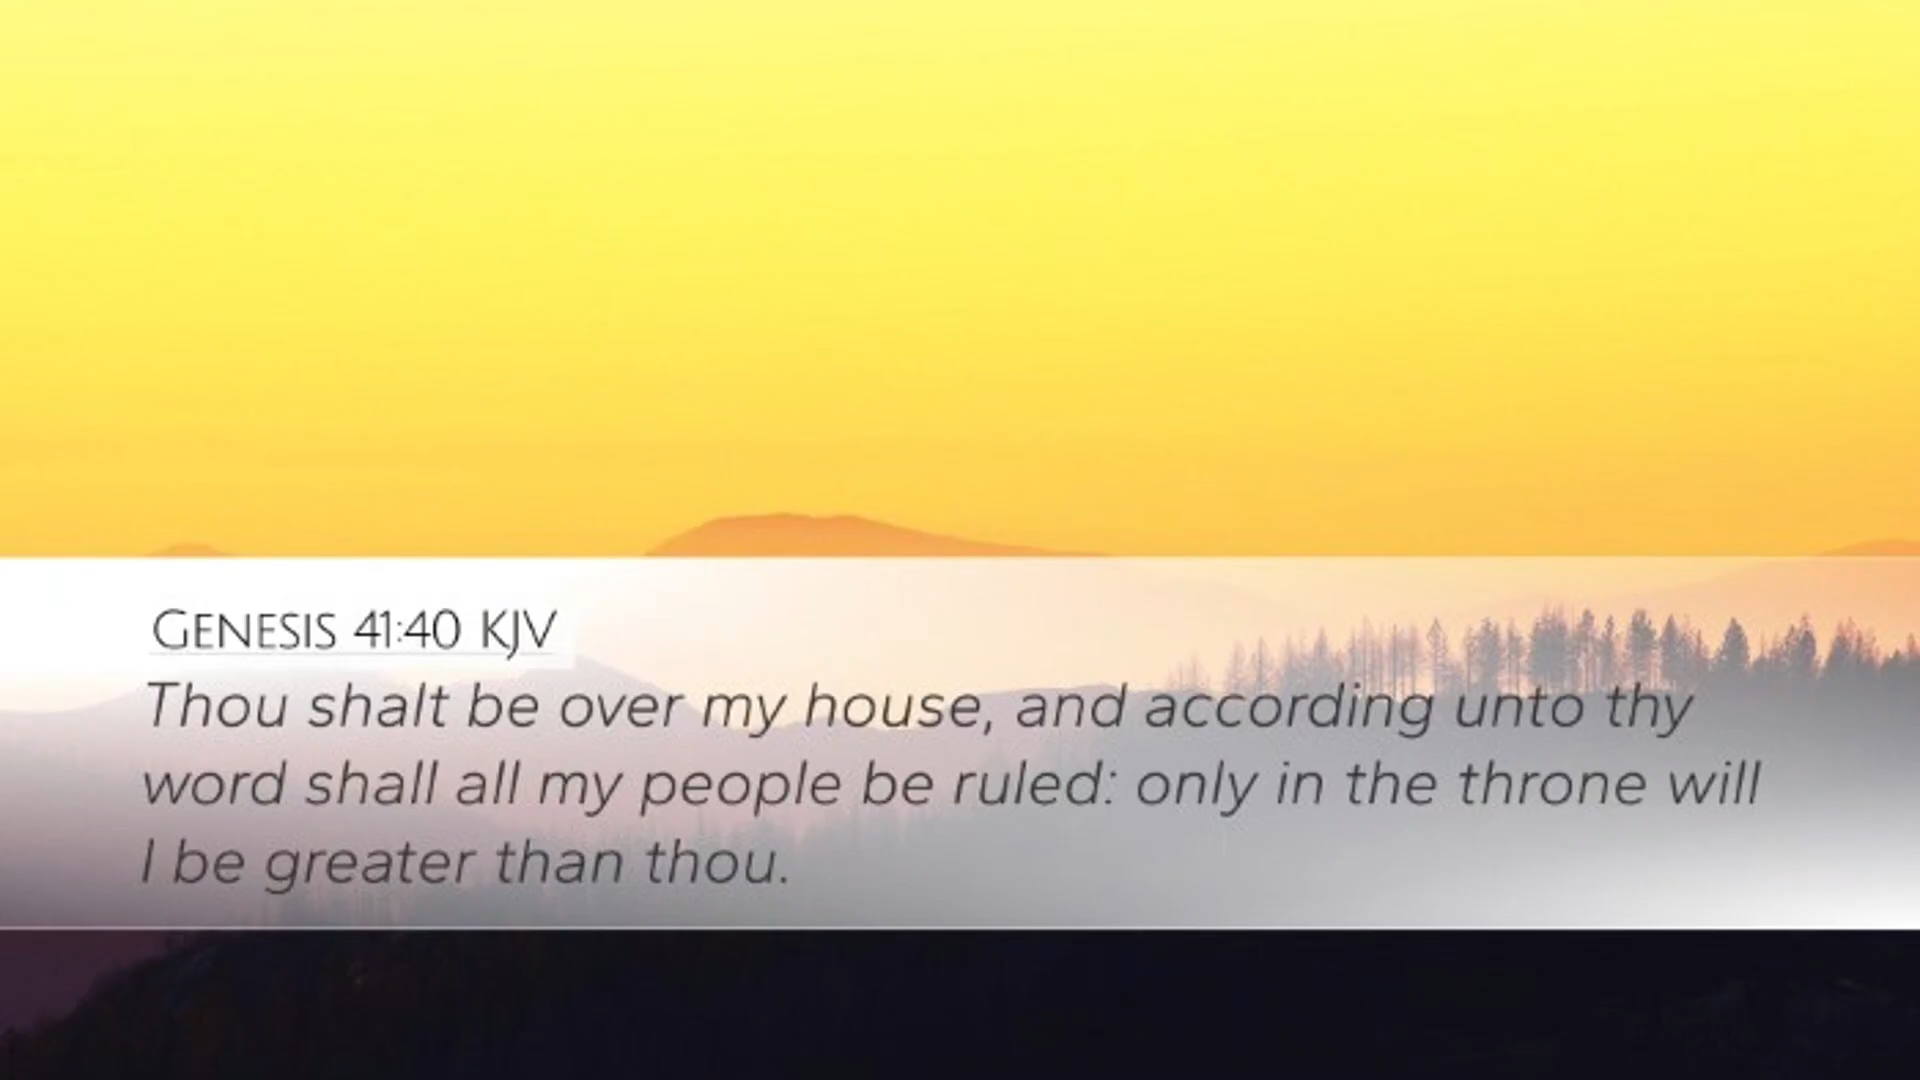 GENESIS 41:40 KJV
Thou shalt be over my house, and according unto thy
word shall all my people be ruled: only in the throne will
I be greater than thou.